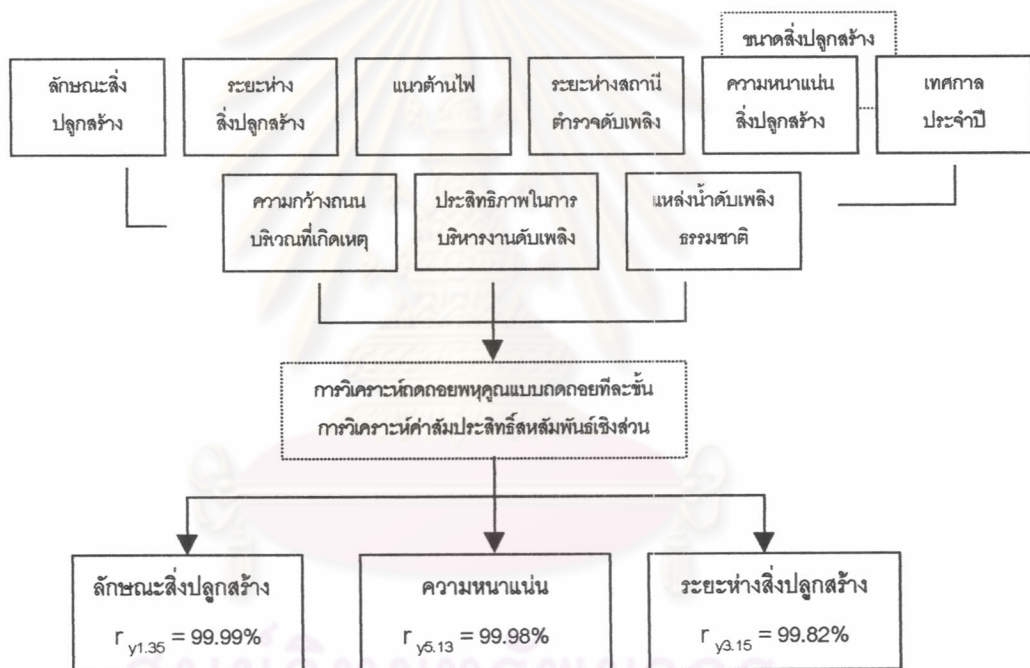 ขนาดสิ่งปลูกสร้าง
ลักษณะสิ่ง
ปลูกสร้าง
ระยะห่าง
สิ่งปลูกสร้าง
แนวต้านไฟ
ระยะห่างสถานี
ตำรวจดับเพลิง
ความหนาแน่น
สิ่งปลูกสร้าง
เทศกาล
ประจำปี
ความกว้างถนน
บริเวณที่เกิดเหตุ
ประสิทธิภาพในการ
บริหารงานดับเพลิง
แหล่งน้ำดับเพลิง
ธรรมชาติ
การวิเคราะห์ถดถอยพหุคูณแบบถดถอยทีละขั้น
การวิเคราะห์ค่าสัมประสิทธิ์สหสัมพันธ์เชิงส่วน
ลักษณะสิ่งปลูกสร้าง
r y1.35 = 99.99%
ความหนาแน่น
r y5.13 = 99.98%
ระยะห่างสิ่งปลูกสร้าง
r y3.15 = 99.82%